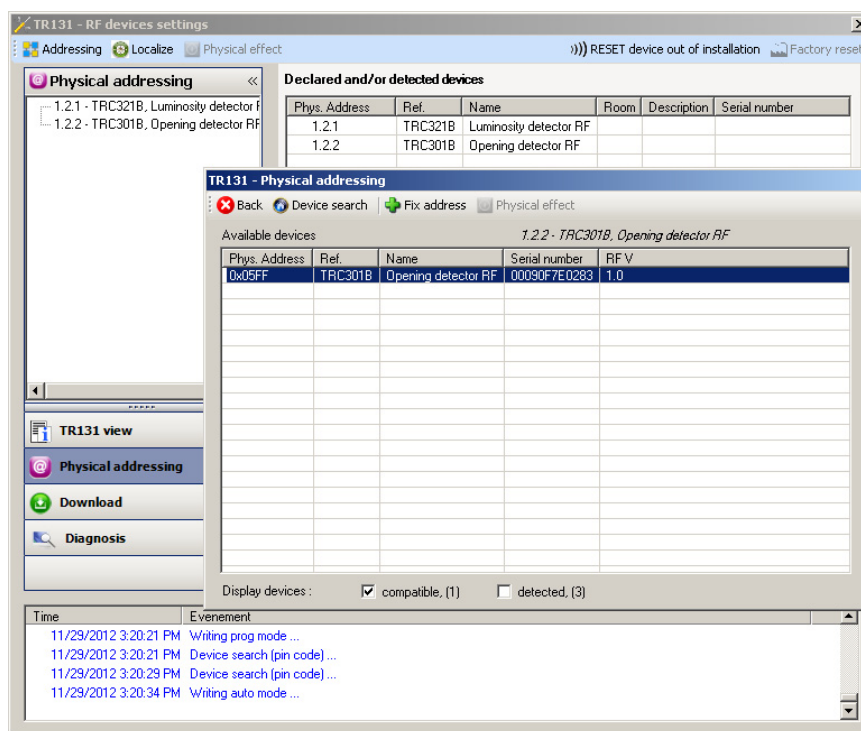 TR131 - RF devices settings
Addressing Localize Physical effect ))) RESET device out of installation Factory reset
Physical addressing «
1.2.1 - TRC321B, Luminosity detector
1.2.2 - TRC301B, Opening detector RF
Declared and/or detected devices
Phys. Address Ref. Name Room Description Serial number
1.2.1 TRC321B Luminosity detector RF
1.2.2 TRC301B Opening detector RF
TR131 - Physical addressing
Back Device search Fix address Physical effect
Available devices 1.2.2 - TRC301B, Opening detector RF
Phys. Address Ref. Name Serial number RF V
0x05FF TRC301B Opening detector RF 00090F7E0283 1.0
TR131 view
Physical addressing
Download
Diagnosis
Display devices : compatible, (1) detected, (3)
Time Evenement
11/29/2012 3:20:21 PM Writing prog mode ...
11/29/2012 3:20:21 PM Device search (pin code) ...
11/29/2012 3:20:29 PM Device search (pin code) ...
11/29/2012 3:20:34 PM Writing auto mode ...